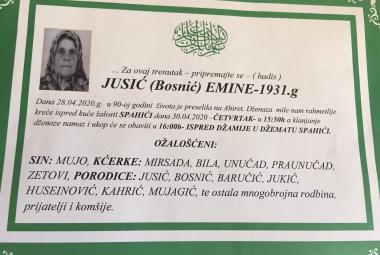 ... Za ovaj trenutak – pripremajte se – ( hadis )
JUSIĆ (Bosnić) EMINE-1931.g
Dana 28.04.2020.g. u 90-oj godini života je preselila na Ahiret. Dženaza mile nam rahmetlije
kreće ispred kuće žalosti SPAHIĆI dana 30.04.2020 –ČETVRTAK- u 15:50h a klanjanje
dženaze namaz i ukop će se obaviti u 16:00h- ISPRED DŽAMIJE U DŽEMATU SPAHIĆI.
OŽALOŠĆENI:
SIN: MUJO, KĆERKE: MIRSADA, BILA, UNUČAD, PRAUNUČAD,
ZETOVI, PORODICE: JUSIĆ, BOSNIĆ, BARUČIĆ, JUKIĆ,
HUSEINOVIĆ, KAHRIĆ, MUJAGIĆ, te ostala mnogobrojna rodbina,
prijatelji i komšije.